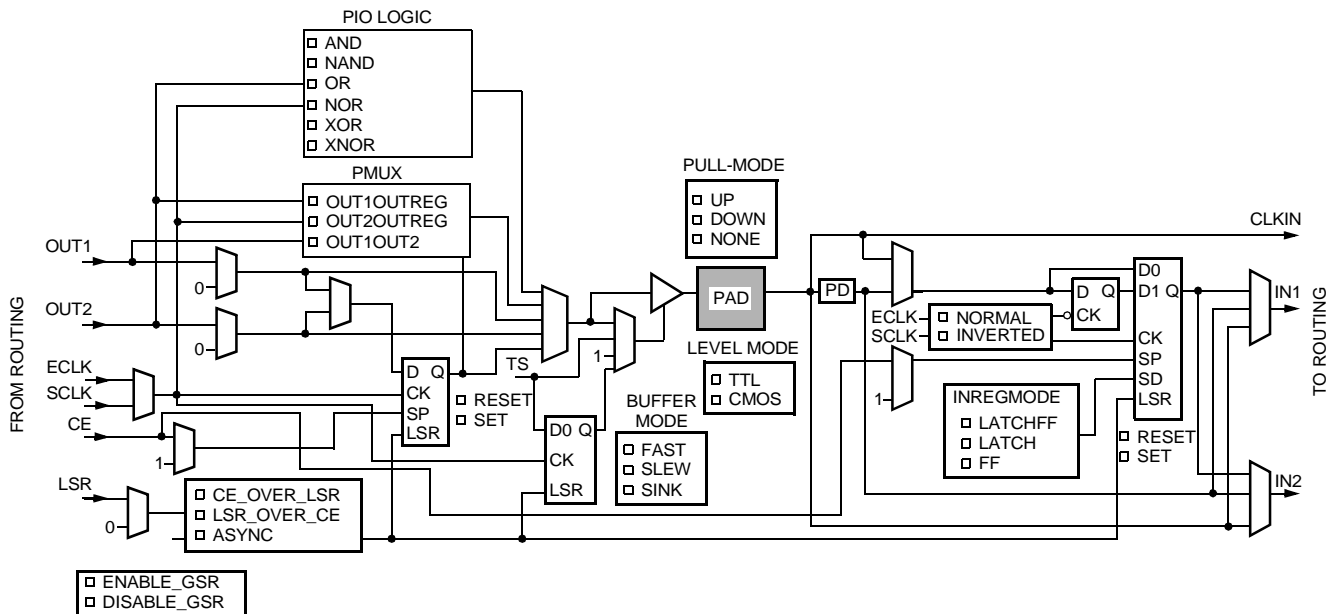 PIO LOGIC
AND
NAND
OR
NOR
XOR
XNOR
PMUX
OUT1OUTREG
OUT2OUTREG
OUT1OUT2
PULL-MODE
UP
DOWN
NONE
CLKIN
FROM ROUTING
OUT1
0
OUT2
0
ECLK
SCLK
CE
1
LSR
0
D Q
CK
SP
LSR
RESET
SET
TS
1
D0 Q
CK
LSR
PAD
PD
LEVEL MODE
TTL
CMOS
BUFFER
MODE
FAST
SLEW
SINK
ECLK
SCLK
NORMAL
INVERTED
D Q
CK
1
D0
D1 Q
CK
SP
SD
LSR
RESET
SET
INREGMODE
LATCHFF
LATCH
FF
IN1
IN2
TO ROUTING
CE_OVER_LSR
LSR_OVER_CE
ASYNC
ENABLE_GSR
DISABLE_GSR